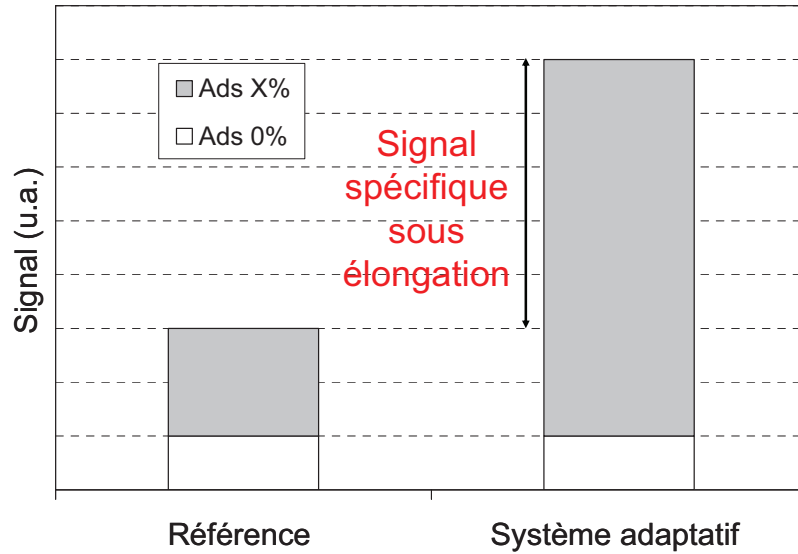 Signal (u.a.)
Ads X%
Ads 0%
Signal
spécifique
sous
élongation
Référence
Système adaptatif